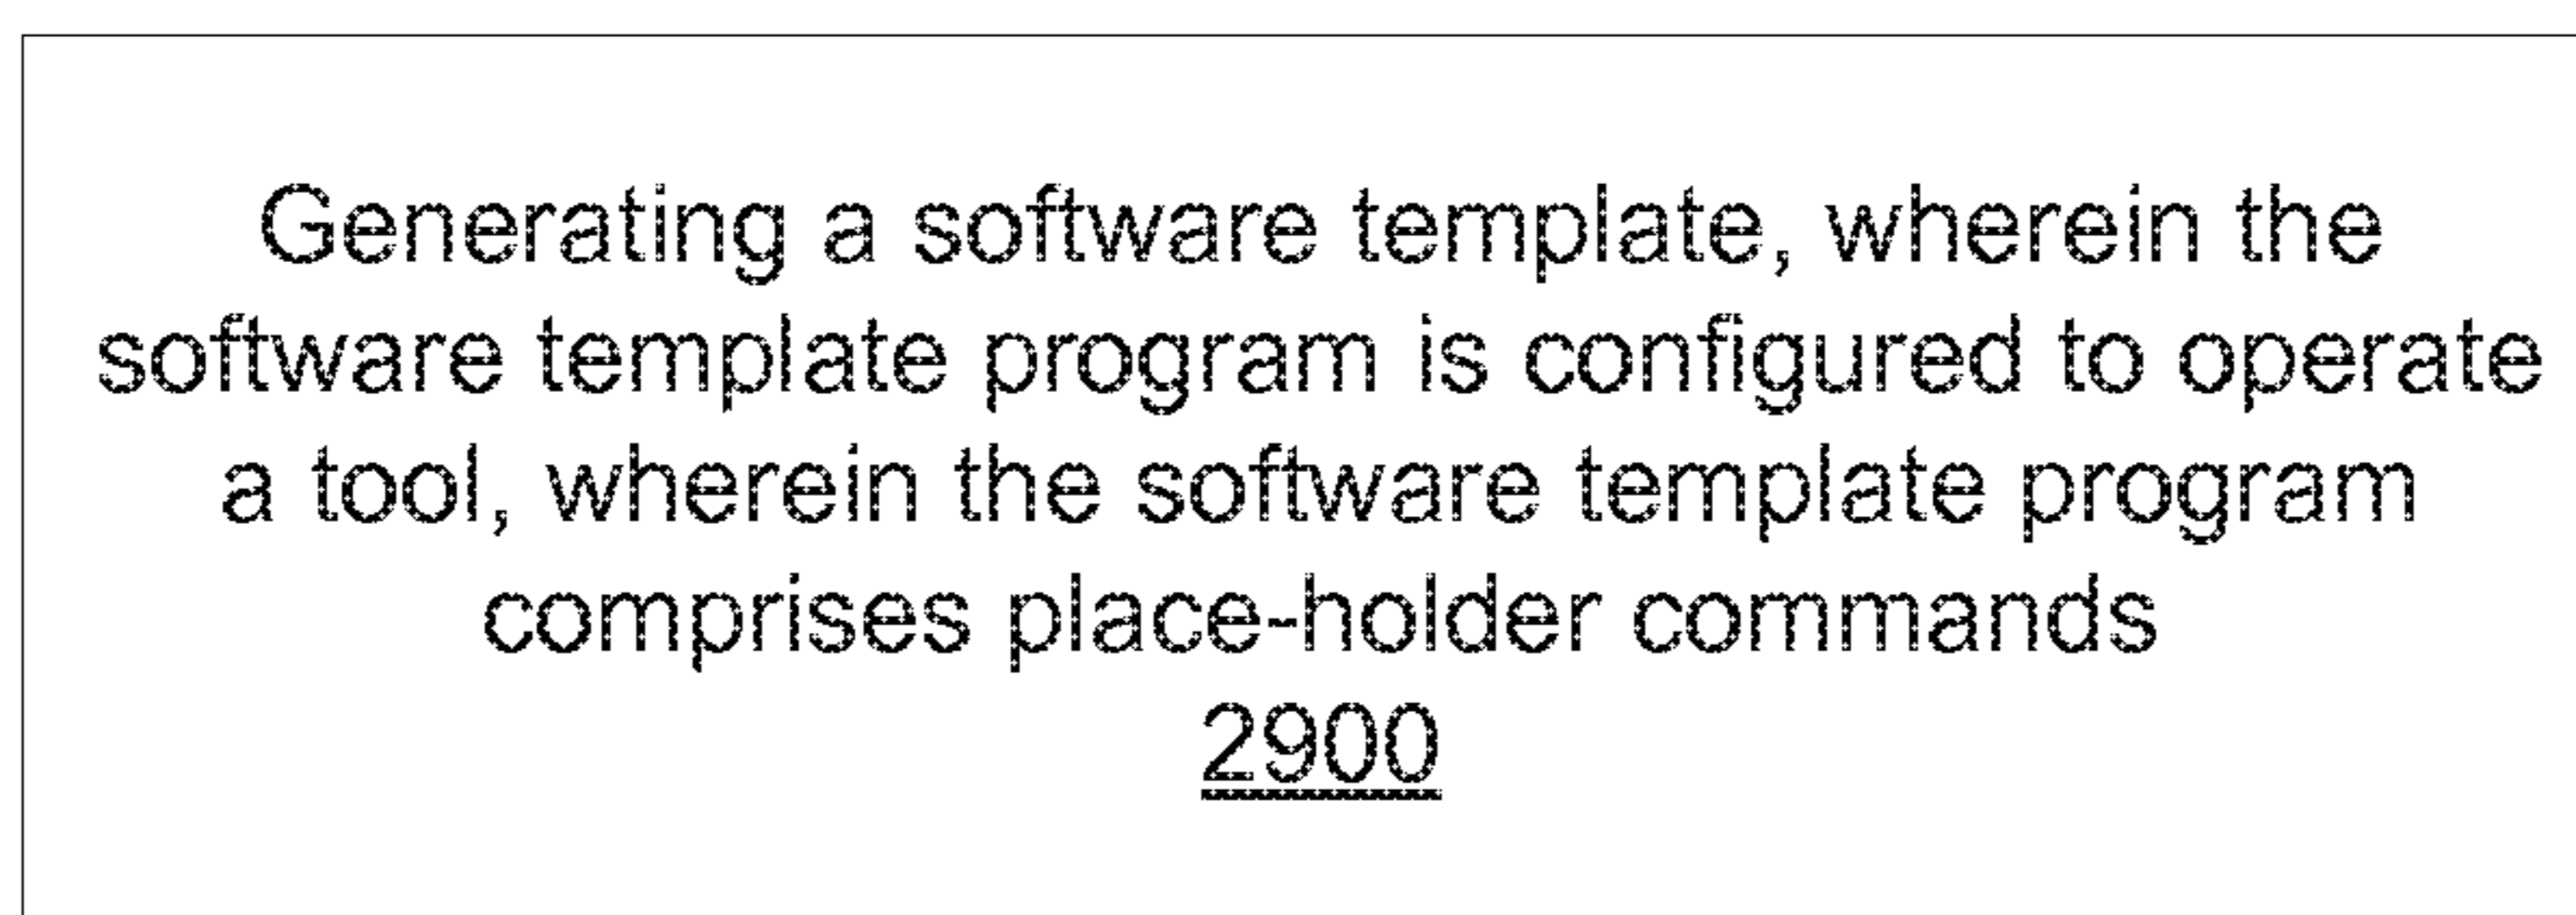 Generating a software template, wherein the
software template program is configured to operate
a tool, wherein the software template program
comprises place-holder commands
2900